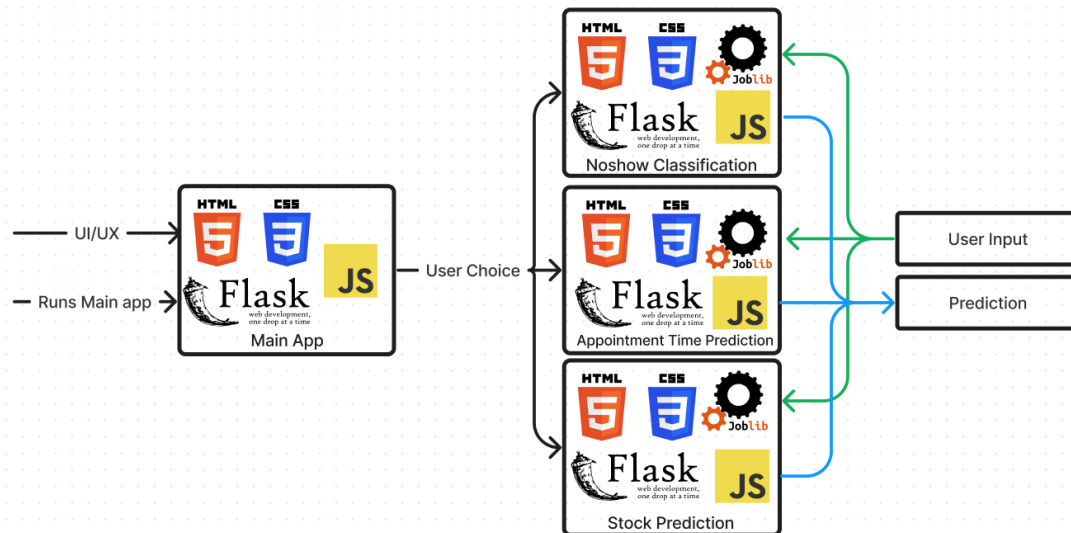 HTML
CSS
Joblib
Flask
web development,
one drop at a time
JS
Noshow Classification
UI/UX
Runs Main app
HTML
CSS
JS
Flask
web development,
one drop at a time
Main App
User Choice
HTML
CSS
Joblib
Flask
web development,
one drop at a time
JS
Appointment Time Prediction
HTML
CSS
Joblib
Flask
web development,
one drop at a time
JS
Stock Prediction
User Input
Prediction